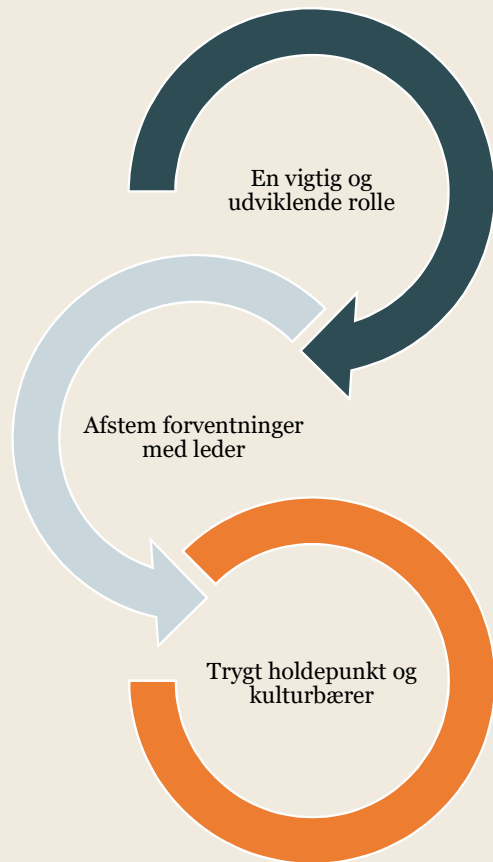 En vigtig og
udviklende rolle
Afstem forventninger
med leder
Trygt holdepunkt og
kulturbærer